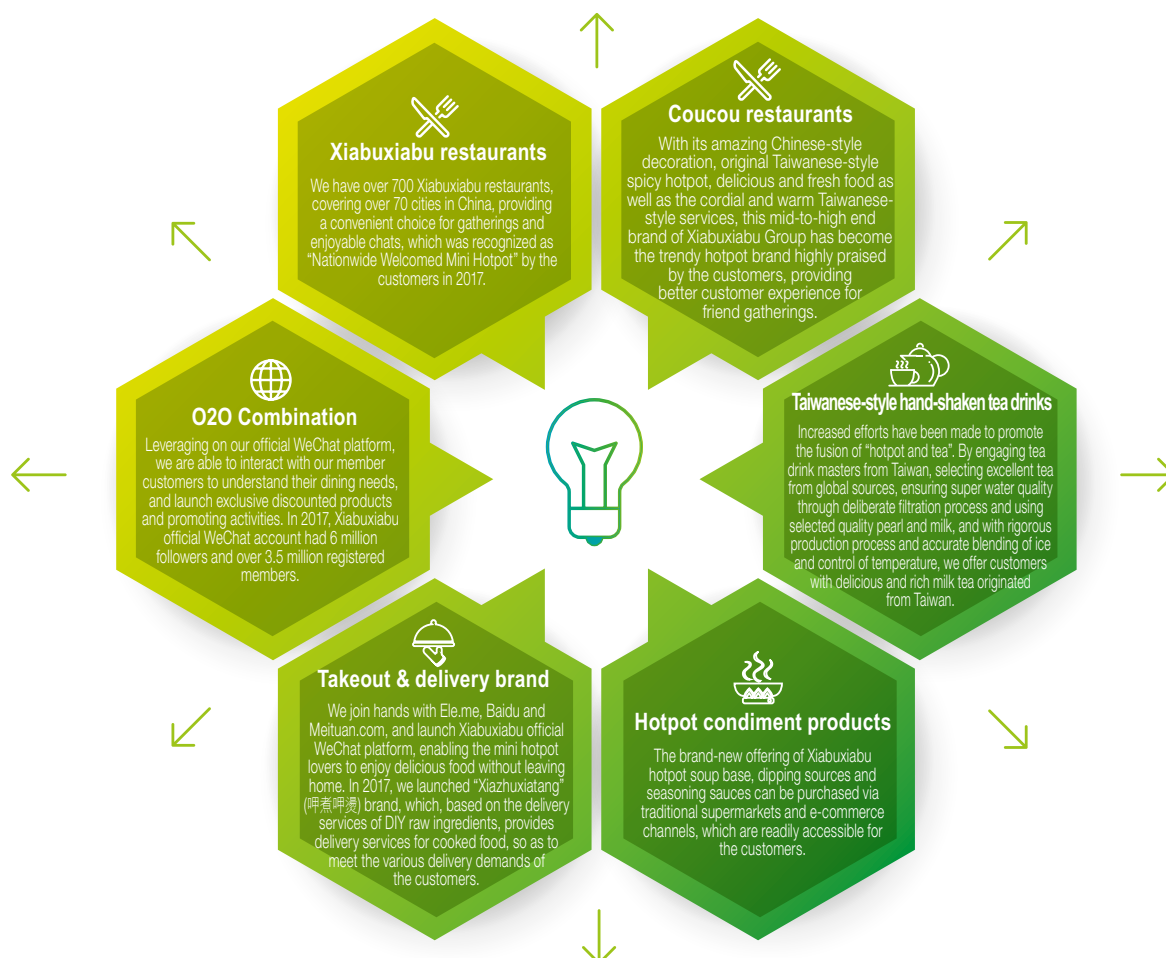 Xiabuxiabu restaurants
We have over 700 Xiabuxiabu restaurants,
covering over 70 cities in China, providing
a convenient choice for gatherings and
enjoyable chats, which was recognized as
“Nationwide Welcomed Mini Hotpot” by the
customers in 2017.
Coucou restaurants
With its amazing Chinese-style
decoration, original Taiwanese-style
spicy hotpot, delicious and fresh food as
well as the cordial and warm Taiwanese-
style services, this mid-to-high end
brand of Xiabuxiabu Group has become
the trendy hotpot brand highly praised
by the customers, providing
better customer experience for
friend gatherings.
O2O Combination
Leveraging on our official WeChat platform,
we are able to interact with our member
customers to understand their dining needs,
and launch exclusive discounted products
and promoting activities. In 2017, Xiabuxiabu
official WeChat account had 6 million
followers and over 3.5 million registered
members.
Taiwanese-style hand-shaken tea drinks
Increased efforts have been made to promote
the fusion of “hotpot and tea”. By engaging tea
drink masters from Taiwan, selecting excellent tea
from global sources, ensuring super water quality
through deliberate filtration process and using
selected quality pearl and milk, and with rigorous
production process and accurate blending of ice
and control of temperature, we offer customers
with delicious and rich milk tea originated
from Taiwan.
Takeout & delivery brand
We join hands with Ele.me, Baidu and
Meituan.com, and launch Xiabuxiabu official
WeChat platform, enabling the mini hotpot
lovers to enjoy delicious food without leaving
home. In 2017, we launched “Xiazhuxiatang”
(呷煮呷燙) brand, which, based on the delivery
services of DIY raw ingredients, provides
delivery services for cooked food, so as to
meet the various delivery demands of
the customers.
Hotpot condiment products
The brand-new offering of Xiabuxiabu
hotpot soup base, dipping sources and
seasoning sauces can be purchased via
traditional supermarkets and e-commerce
channels, which are readily accessible for
the customers.